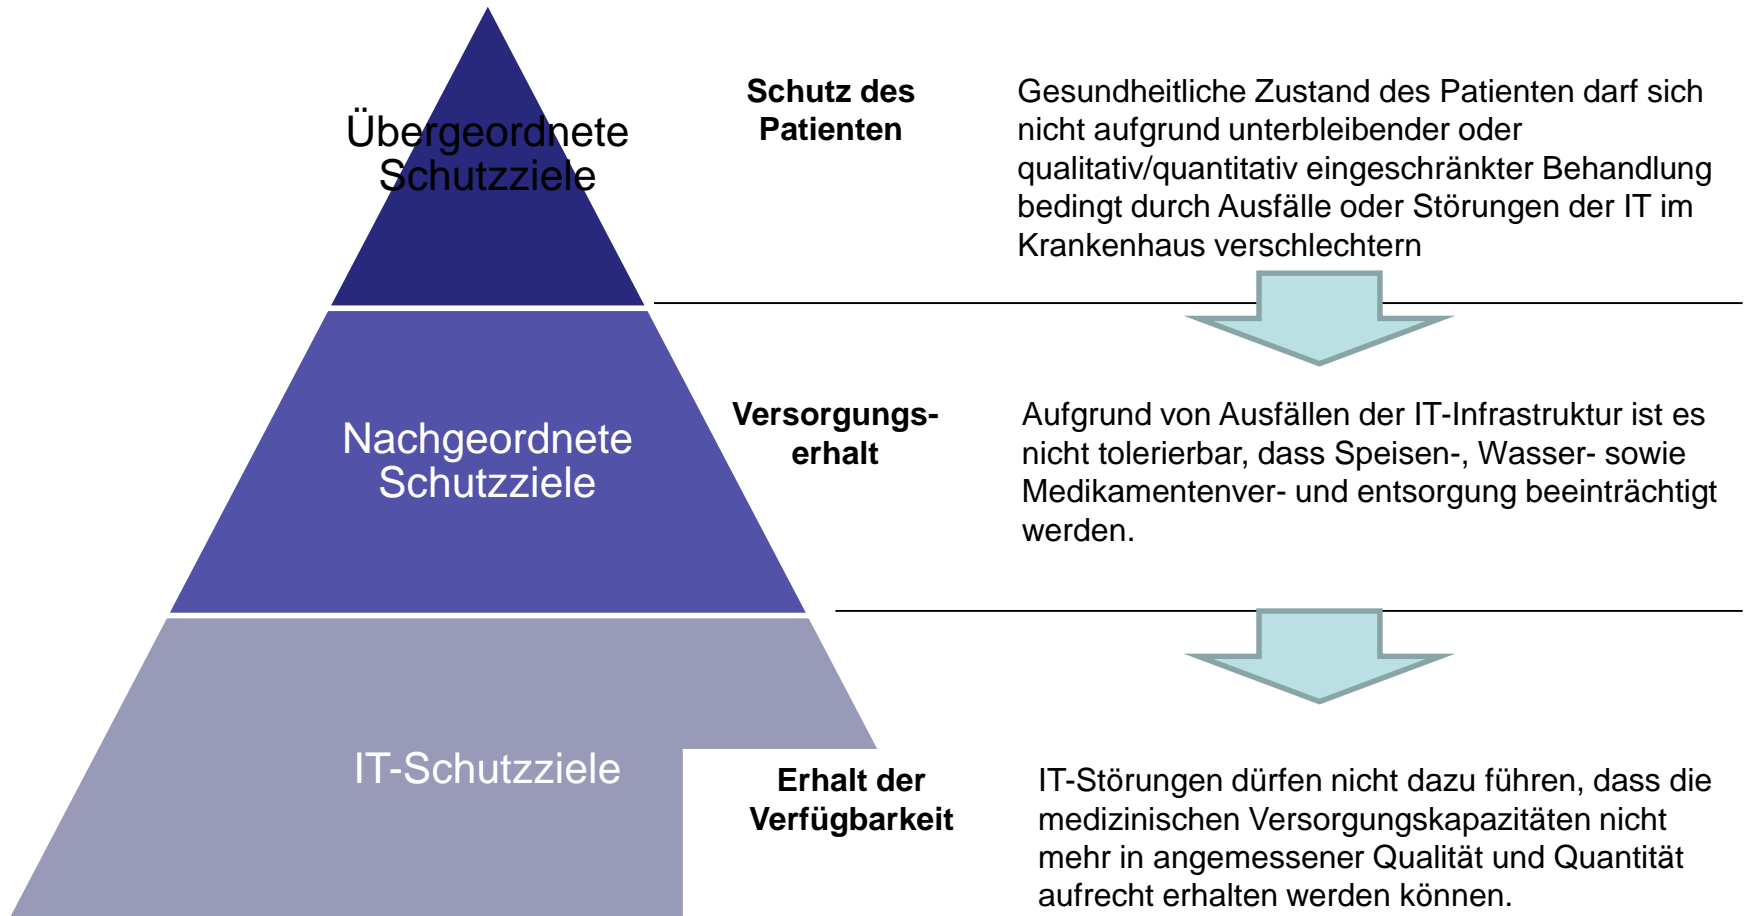 Übergeordnete
Schutzziele
Schutz des
Patienten
Gesundheitliche Zustand des Patienten darf sich
nicht aufgrund unterbleibender oder
qualitativ/quantitativ eingeschränkter Behandlung
bedingt durch Ausfälle oder Störungen der IT im
Krankenhaus verschlechtern
Nachgeordnete
Schutzziele
Versorgungs-
erhalt
Aufgrund von Ausfällen der IT-Infrastruktur ist es
nicht tolerierbar, dass Speisen-, Wasser- sowie
Medikamentenver- und entsorgung beeinträchtigt
werden.
IT-Schutzziele
Erhalt der
Verfügbarkeit
IT-Störungen dürfen nicht dazu führen, dass die
medizinischen Versorgungskapazitäten nicht
mehr in angemessener Qualität und Quantität
aufrecht erhalten werden können.